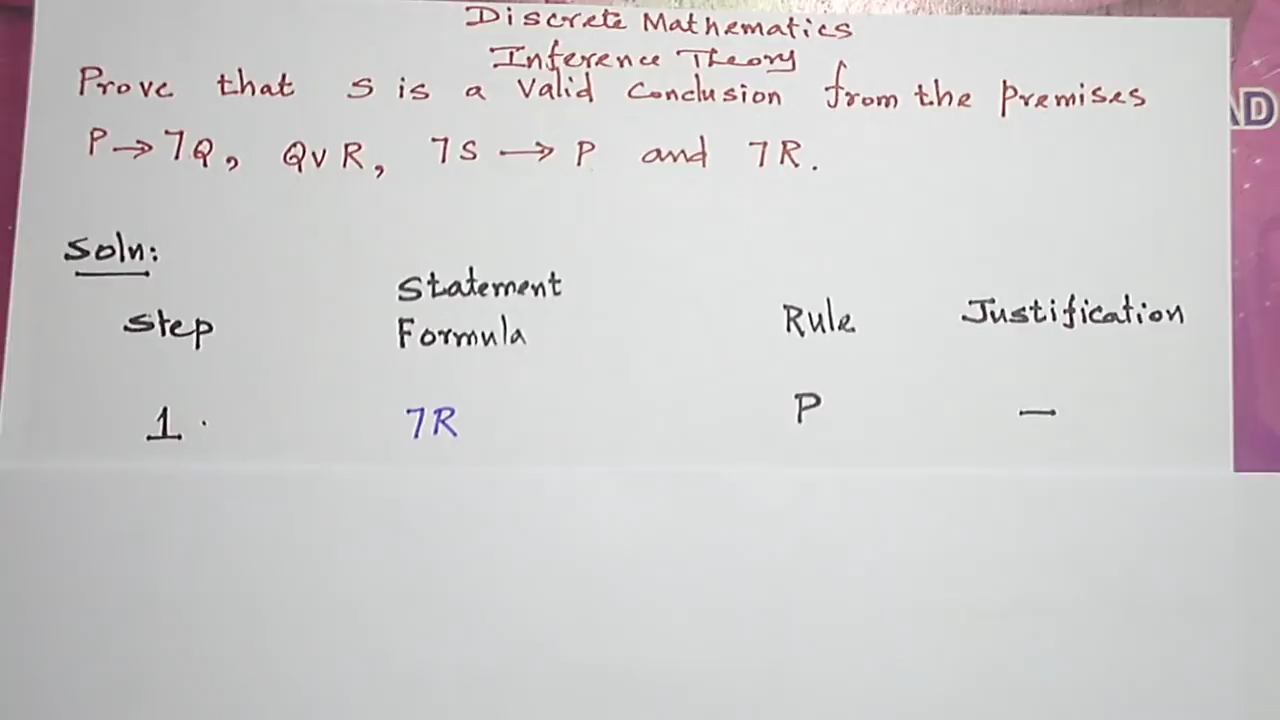 Discrete Mathematics
Inference Theory
Prove that S is a Valid Conclusion from the premises
P→7Q, Q∨R, 7S → P and 7R.
Soln:
Step Statement Formula Rule Justification
1. 7R P —
AD